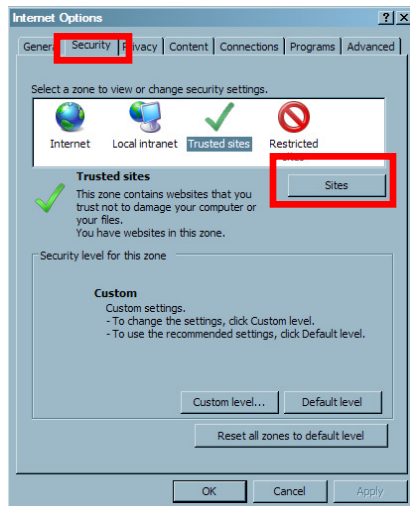 Internet Options
General Security Privacy Content Connections Programs Advanced
Select a zone to view or change security settings.
Internet Local intranet Trusted sites Restricted
sites
Trusted sites
Sites
This zone contains websites that you
trust not to damage your computer or
your files.
You have websites in this zone.
Security level for this zone
Custom
Custom settings.
- To change the settings, click Custom level.
- To use the recommended settings, click Default level.
Custom level... Default level
Reset all zones to default level
OK Cancel Apply